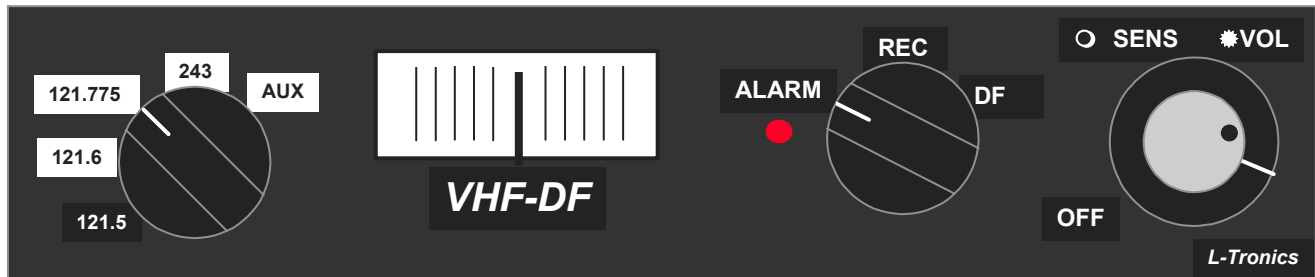 121.775
243
AUX
121.6
121.5
VHF-DF
ALARM
REC
DF
SENS VOL
OFF
L-Tronics